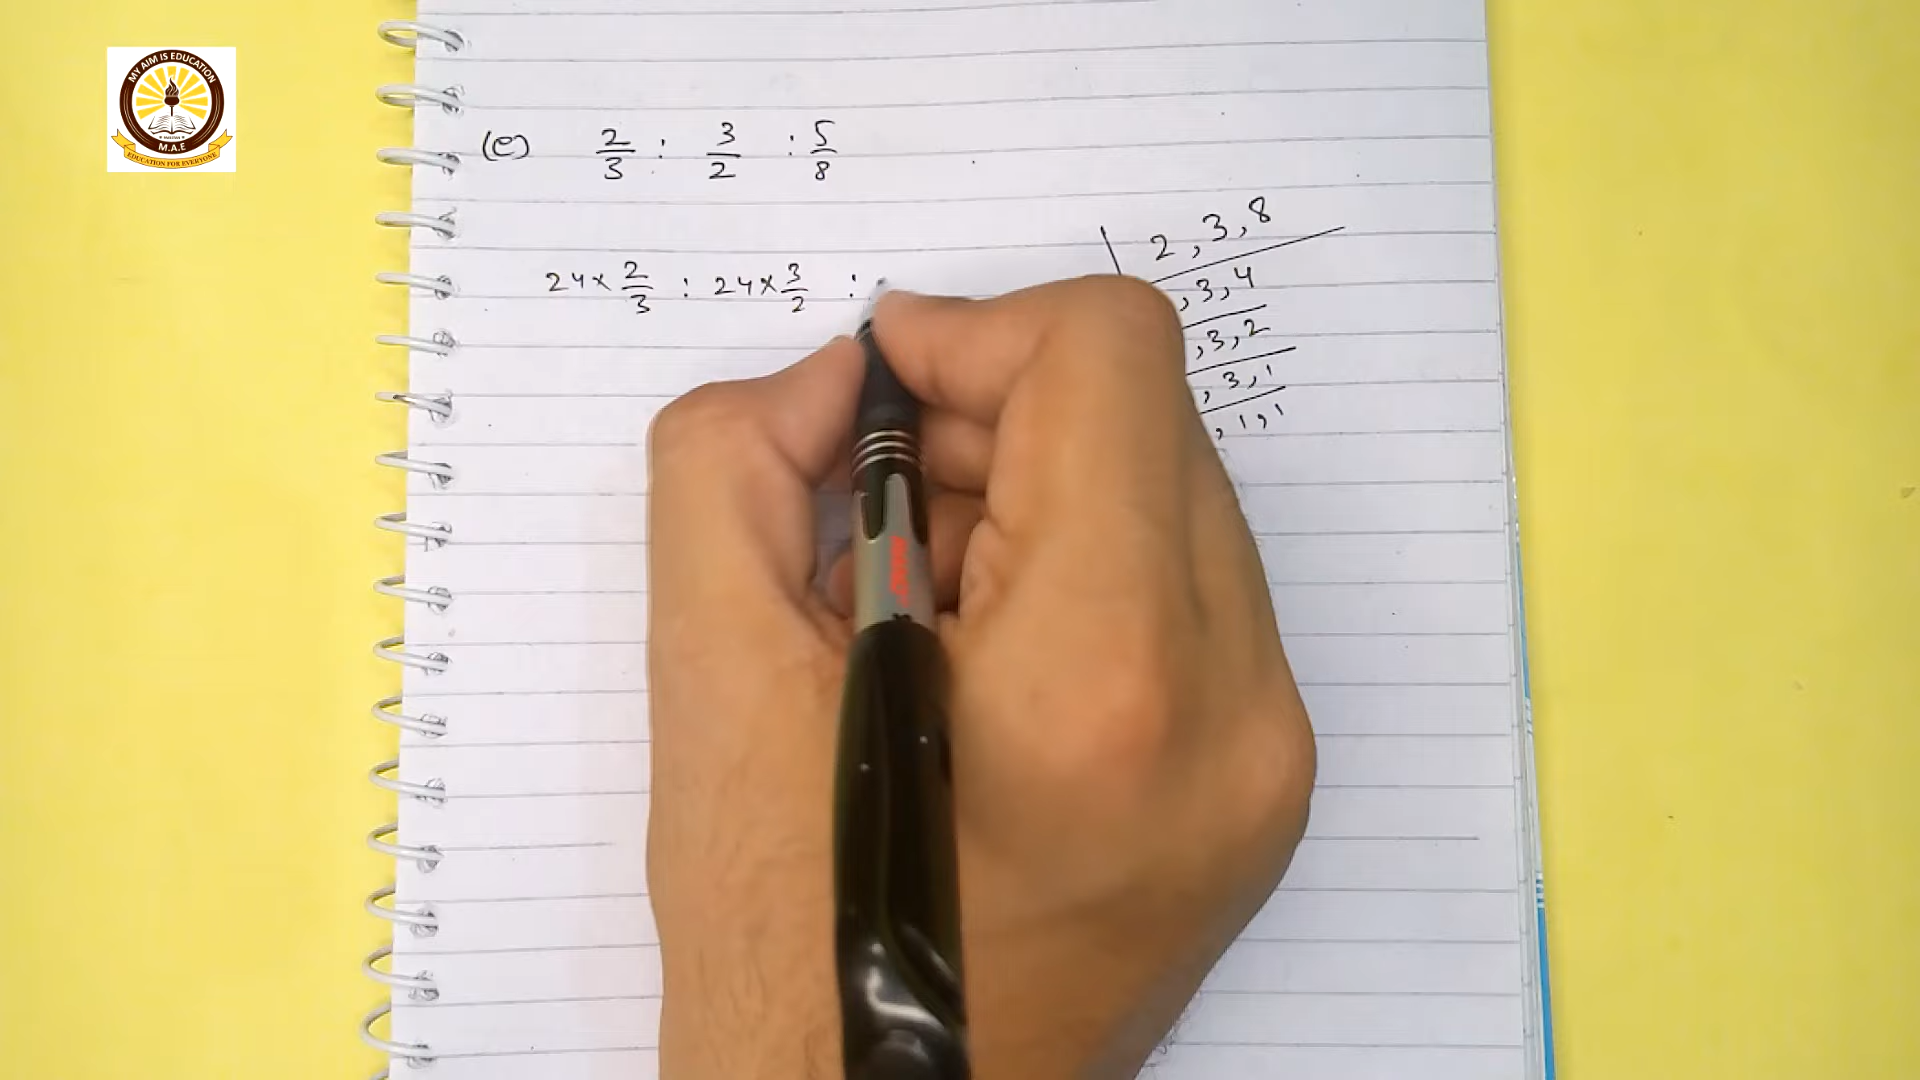 MY AIM IS EDUCATION
M.A.E
EDUCATION FOR EVERYONE
(e) 2/3 : 3/2 : 5/8
2, 3, 8
24 × 2/3 : 24 × 3/2 :
, 3, 4
, 3, 2
, 3, 1
, 1, 1